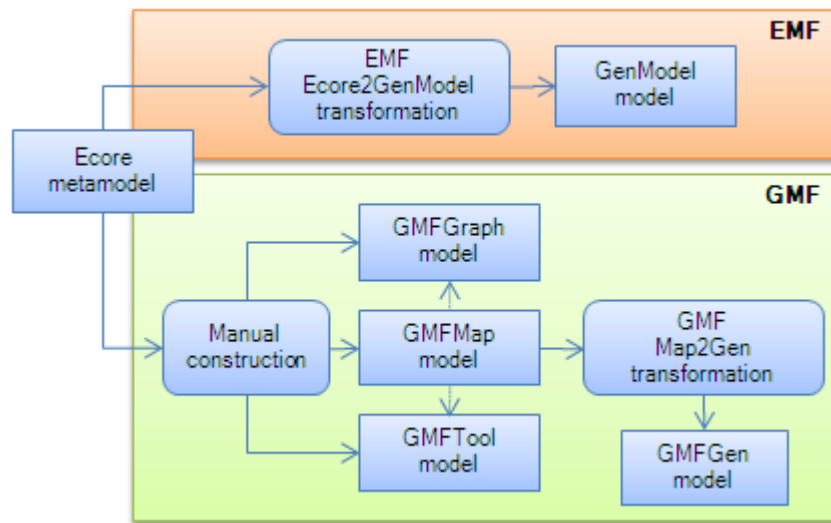 EMF
EMF
Ecore2GenModel
transformation
GenModel
model
Ecore
metamodel
GMF
GMFGraph
model
Manual
construction
GMFMap
model
GMF
Map2Gen
transformation
GMFTool
model
GMFGen
model